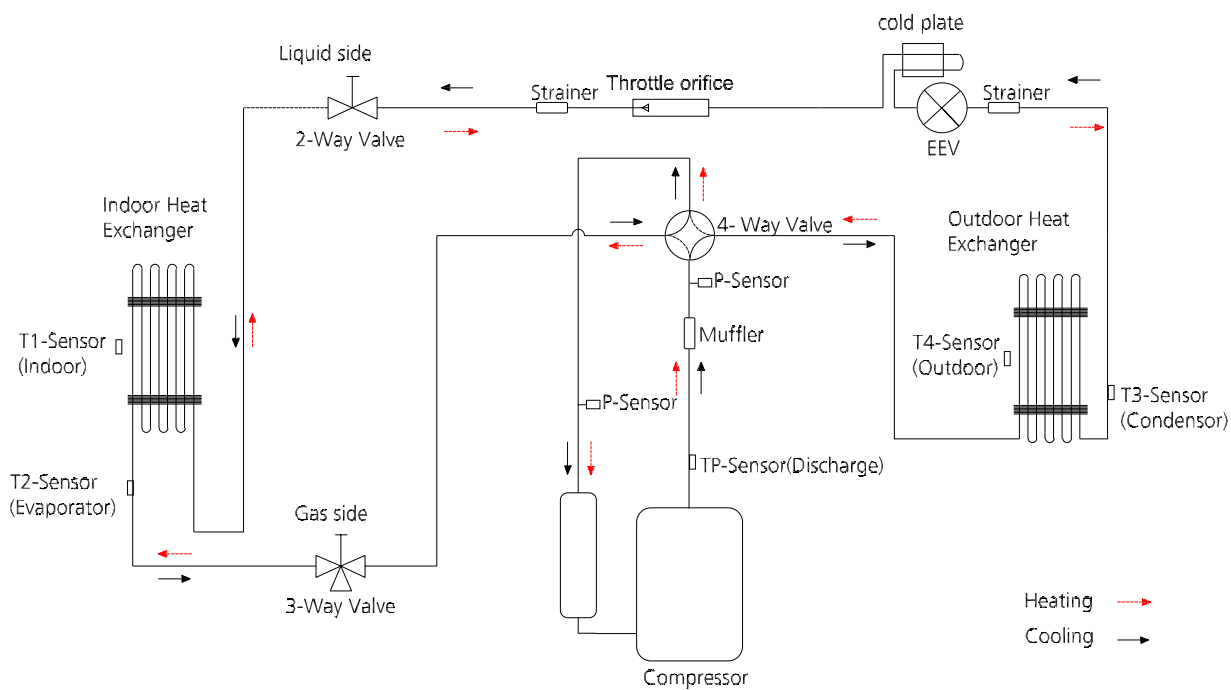 cold plate
Liquid side
Throttle orifice
Strainer
Strainer
2-Way Valve
EEV
Indoor Heat
Exchanger
4- Way Valve
Outdoor Heat
Exchanger
P-Sensor
Muffler
T1-Sensor
(Indoor)
T4-Sensor
(Outdoor)
P-Sensor
T3-Sensor
(Condensor)
TP-Sensor(Discharge)
T2-Sensor
(Evaporator)
Gas side
3-Way Valve
Heating
Cooling
Compressor